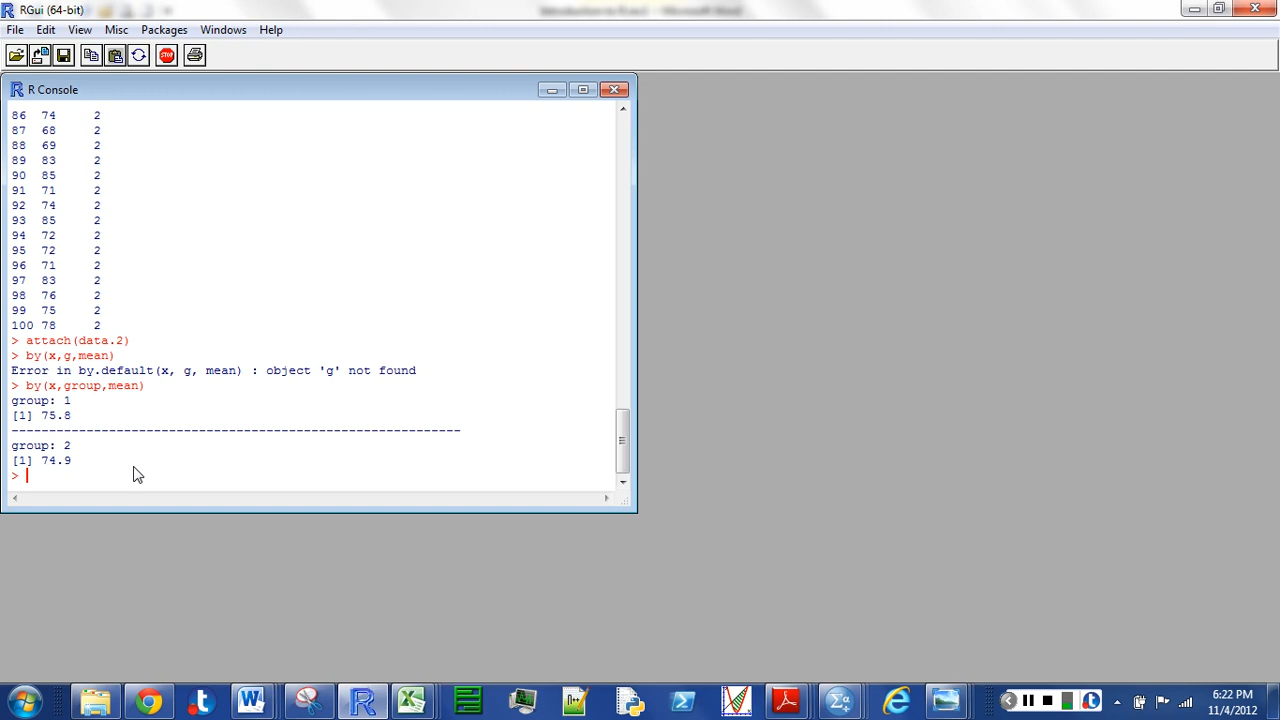 RGui (64-bit)
File Edit View Misc Packages Windows Help
STOP
R Console
86 74 2
87 68 2
88 69 2
89 83 2
90 85 2
91 71 2
92 74 2
93 85 2
94 72 2
95 72 2
96 71 2
97 83 2
98 76 2
99 75 2
100 78 2
> attach(data.2)
> by(x,g,mean)
Error in by.default(x, g, mean) : object 'g' not found
> by(x,group,mean)
group: 1
[1] 75.8
------------------------------------------------------------
group: 2
[1] 74.9
>
6:22 PM
11/4/2012